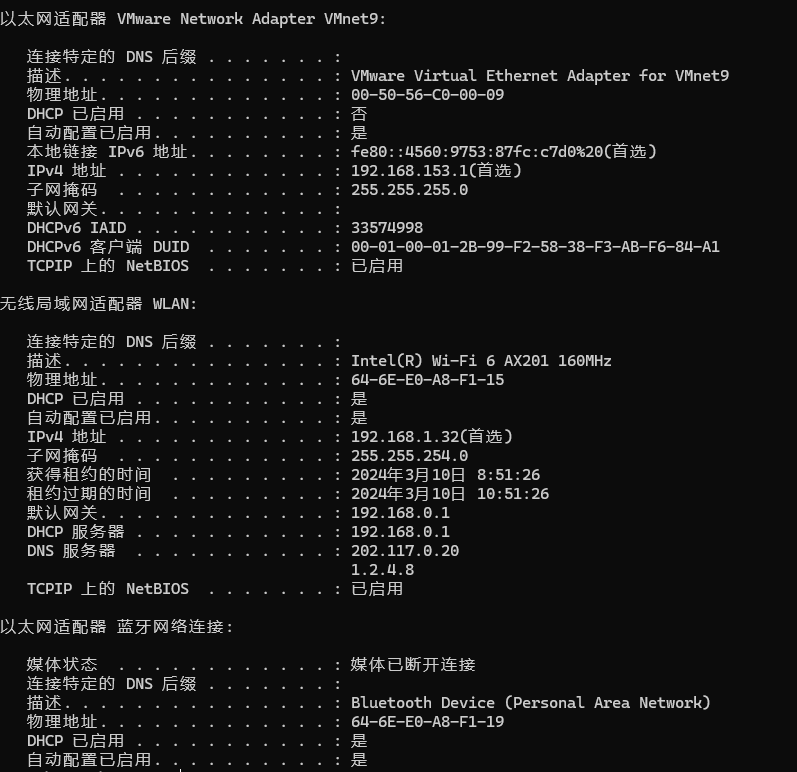 以太网适配器 VMware Network Adapter VMnet9:
连接特定的 DNS 后缀 . . . . . . . :
描述. . . . . . . . . . . . . . . : VMware Virtual Ethernet Adapter for VMnet9
物理地址. . . . . . . . . . . . . : 00-50-56-C0-00-09
DHCP 已启用 . . . . . . . . . . . : 否
自动配置已启用. . . . . . . . . . : 是
本地链接 IPv6 地址. . . . . . . . : fe80::4560:9753:87fc:c7d0%20(首选)
IPv4 地址 . . . . . . . . . . . . : 192.168.153.1(首选)
子网掩码  . . . . . . . . . . . . : 255.255.255.0
默认网关. . . . . . . . . . . . . :
DHCPv6 IAID . . . . . . . . . . . : 33574998
DHCPv6 客户端 DUID  . . . . . . . : 00-01-00-01-2B-99-F2-58-38-F3-AB-F6-84-A1
TCPIP 上的 NetBIOS  . . . . . . . : 已启用
无线局域网适配器 WLAN:
连接特定的 DNS 后缀 . . . . . . . :
描述. . . . . . . . . . . . . . . : Intel(R) Wi-Fi 6 AX201 160MHz
物理地址. . . . . . . . . . . . . : 64-6E-E0-A8-F1-15
DHCP 已启用 . . . . . . . . . . . : 是
自动配置已启用. . . . . . . . . . : 是
IPv4 地址 . . . . . . . . . . . . : 192.168.1.32(首选)
子网掩码  . . . . . . . . . . . . : 255.255.254.0
获得租约的时间  . . . . . . . . . : 2024年3月10日 8:51:26
租约过期的时间  . . . . . . . . . : 2024年3月10日 10:51:26
默认网关. . . . . . . . . . . . . : 192.168.0.1
DHCP 服务器 . . . . . . . . . . . : 192.168.0.1
DNS 服务器  . . . . . . . . . . . : 202.117.0.20
1.2.4.8
TCPIP 上的 NetBIOS  . . . . . . . : 已启用
以太网适配器 蓝牙网络连接:
媒体状态  . . . . . . . . . . . . : 媒体已断开连接
连接特定的 DNS 后缀 . . . . . . . :
描述. . . . . . . . . . . . . . . : Bluetooth Device (Personal Area Network)
物理地址. . . . . . . . . . . . . : 64-6E-E0-A8-F1-19
DHCP 已启用 . . . . . . . . . . . : 是
自动配置已启用. . . . . . . . . . : 是